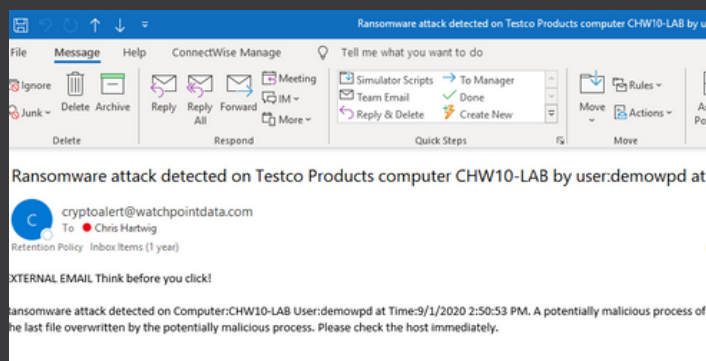 Ransomware attack detected on Testco Products computer CHW10-LAB by u
File Message Help ConnectWise Manage Tell me what you want to do
Ignore
Junk
Delete Archive
Reply Reply All Forward
Meeting
IM
More
Simulator Scripts To Manager
Team Email Done
Reply & Delete Create New
Move
Rules
Actions
Delete Respond Quick Steps Move
Ransomware attack detected on Testco Products computer CHW10-LAB by user:demowpd at
C
cryptoalert@watchpointdata.com
To Chris Hartwig
Retention Policy Inbox Items (1 year)
EXTERNAL EMAIL Think before you click!
Ransomware attack detected on Computer:CHW10-LAB User:demowpd at Time:9/1/2020 2:50:53 PM. A potentially malicious process of
the last file overwritten by the potentially malicious process. Please check the host immediately.